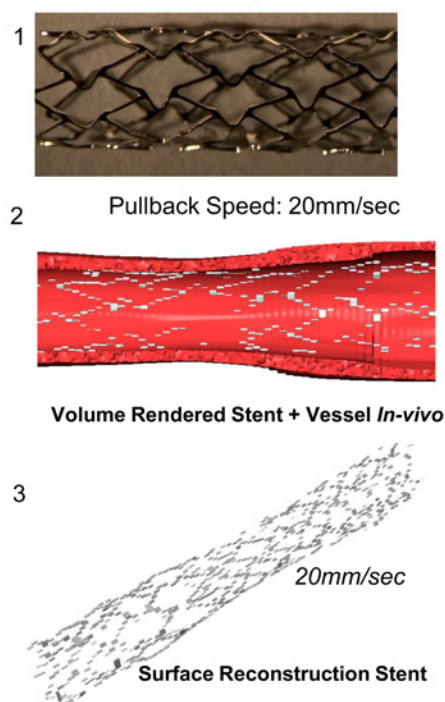 1
Pullback Speed: 20mm/sec
2
Volume Rendered Stent + Vessel In-vivo
3
20mm/sec
Surface Reconstruction Stent